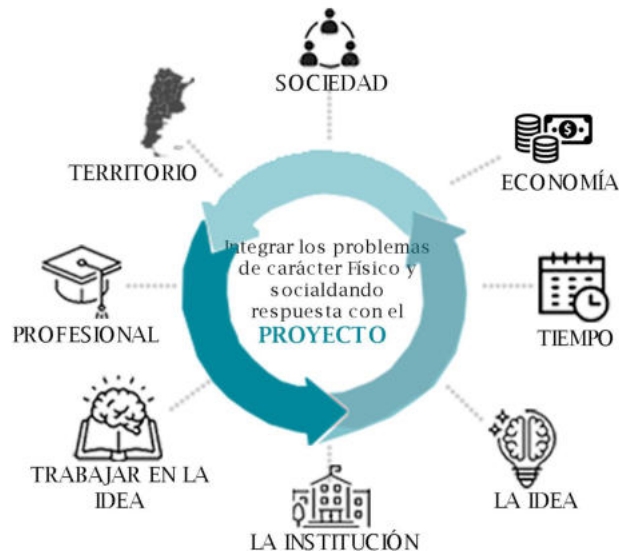 SOCIEDAD
TERRITORIO
ECONOMÍA
Integrar los problemas
de carácter Físico y
socialdando
respuesta con el
PROYECTO
PROFESIONAL
TIEMPO
TRABAJAR EN LA
IDEA
LA IDEA
LA INSTITUCIÓN